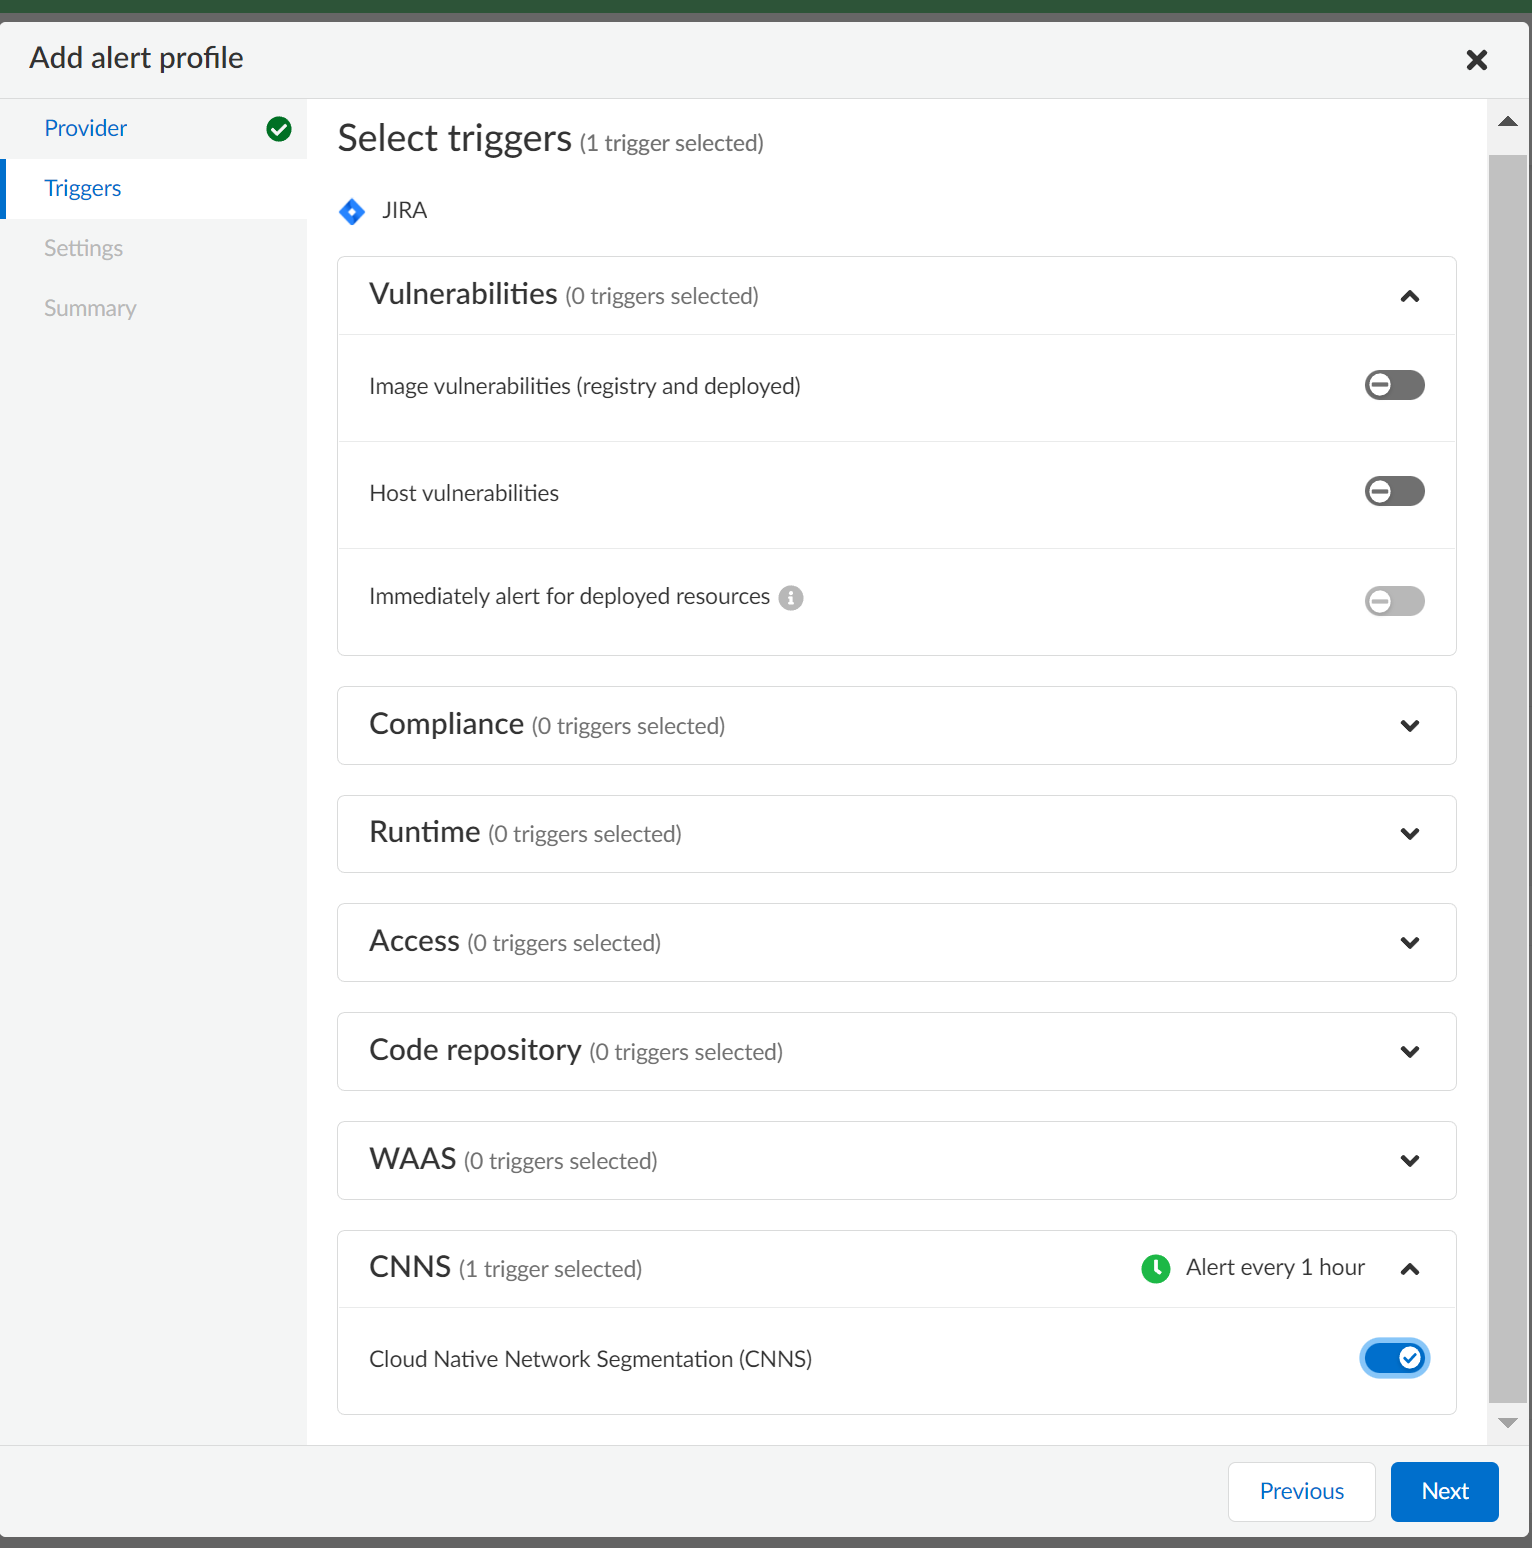 Add alert profile
Provider
Triggers
Settings
Summary
Select triggers (1 trigger selected)
JIRA
Vulnerabilities (0 triggers selected)
Image vulnerabilities (registry and deployed)
Host vulnerabilities
Immediately alert for deployed resources
Compliance (0 triggers selected)
Runtime (0 triggers selected)
Access (0 triggers selected)
Code repository (0 triggers selected)
WAAS (0 triggers selected)
CNNS (1 trigger selected) Alert every 1 hour
Cloud Native Network Segmentation (CNNS)
Previous Next